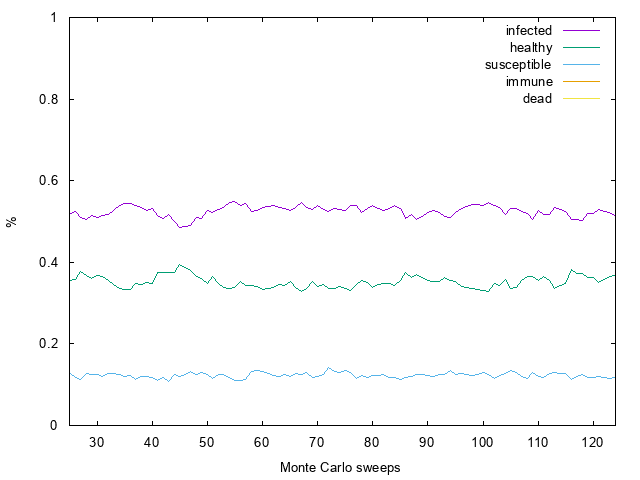 1
0.8
0.6
0.4
0.2
0
%
infected
healthy
susceptible
immune
dead
30 40 50 60 70 80 90 100 110 120
Monte Carlo sweeps